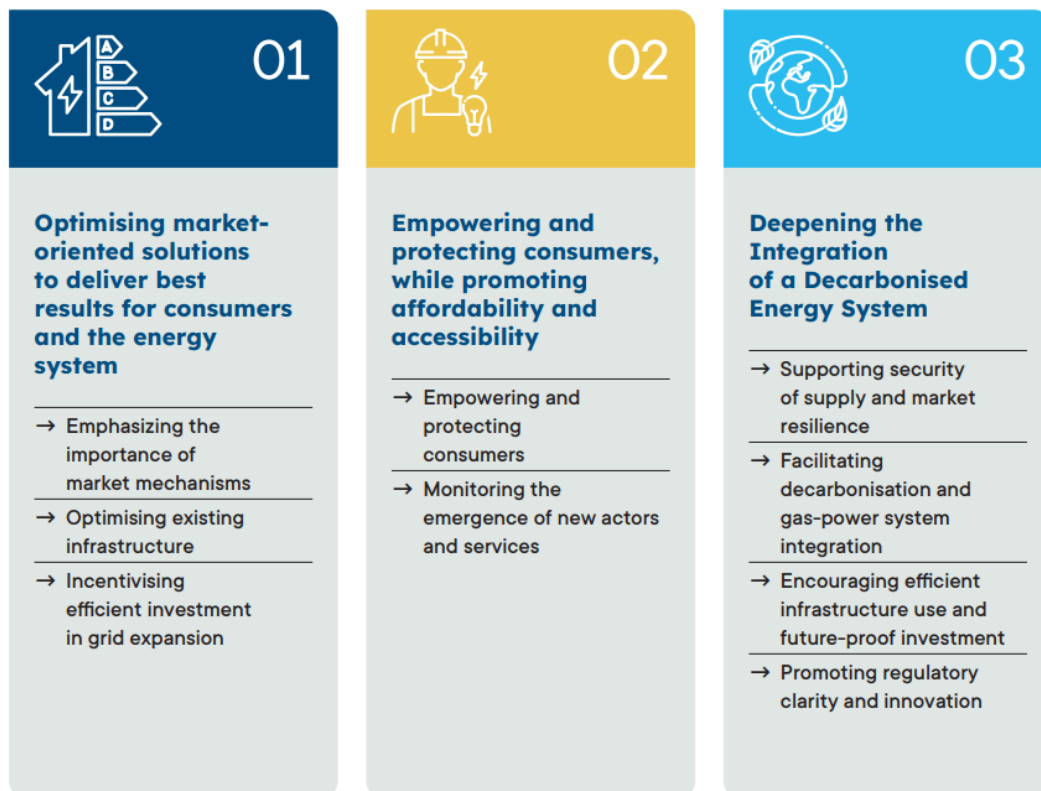 A
B
C
D
01
Optimising market-
oriented solutions
to deliver best
results for consumers
and the energy
system
→ Emphasizing the
importance of
market mechanisms
→ Optimising existing
infrastructure
→ Incentivising
efficient investment
in grid expansion
02
Empowering and
protecting consumers,
while promoting
affordability and
accessibility
→ Empowering and
protecting
consumers
→ Monitoring the
emergence of new actors
and services
03
Deepening the
Integration
of a Decarbonised
Energy System
→ Supporting security
of supply and market
resilience
→ Facilitating
decarbonisation and
gas-power system
integration
→ Encouraging efficient
infrastructure use and
future-proof investment
→ Promoting regulatory
clarity and innovation